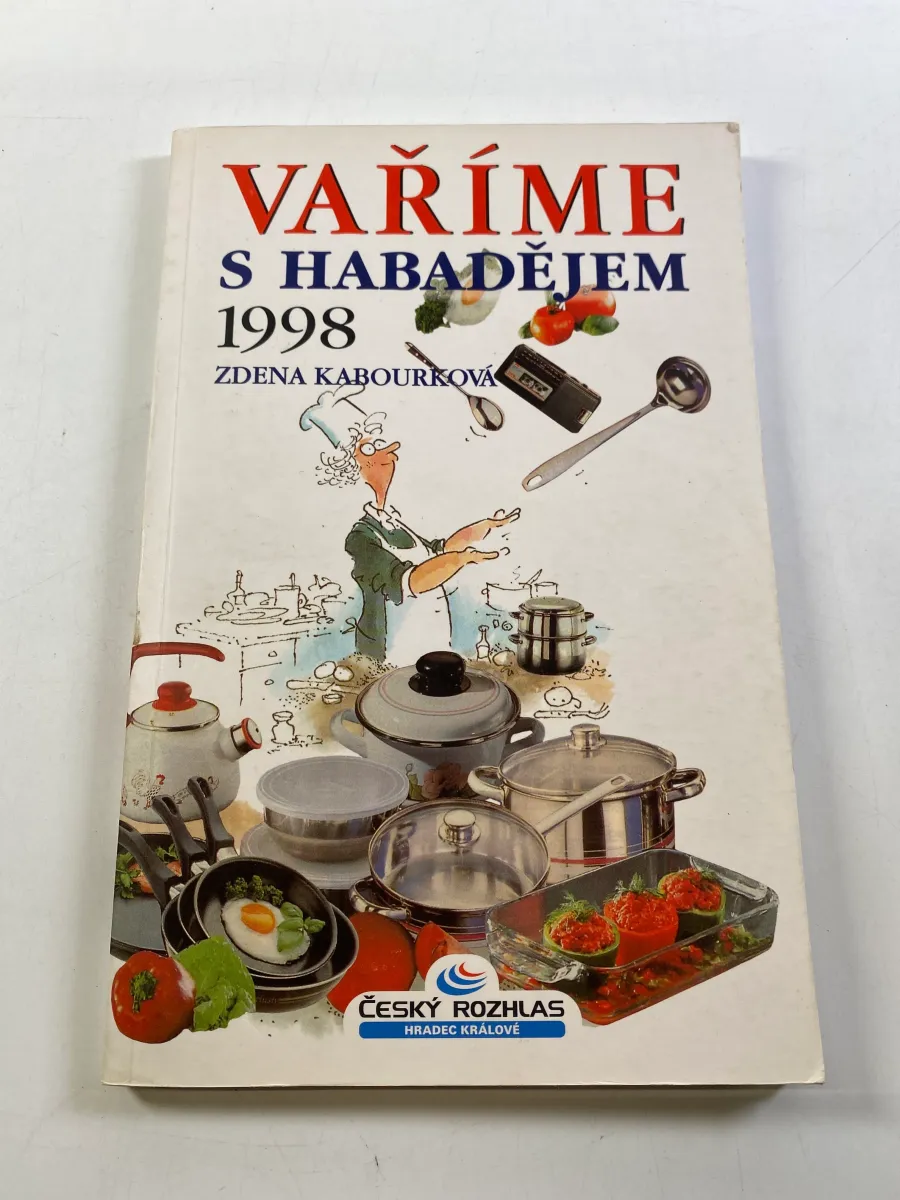 VAŘÍME
S HABADĚJEM
1998
ZDENA KABOURKOVÁ
ČESKÝ ROZHLAS
HRADEC KRÁLOVÉ